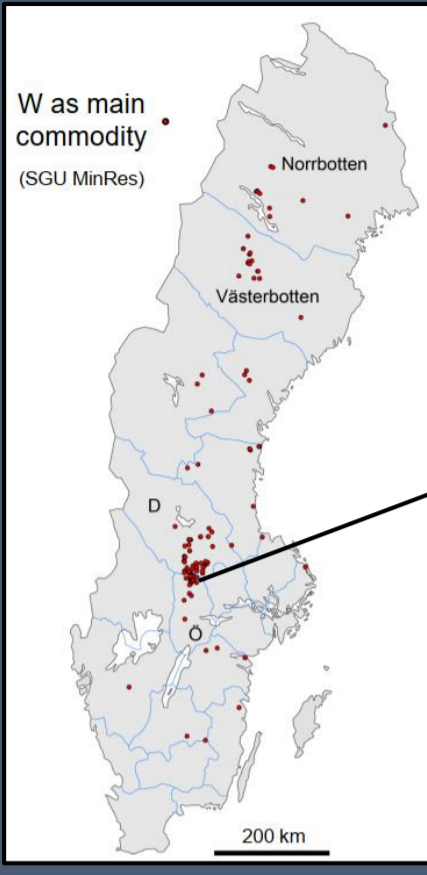 W as main
commodity
(SGU MinRes)
Norrbotten
Västerbotten
D
Ö
200 km